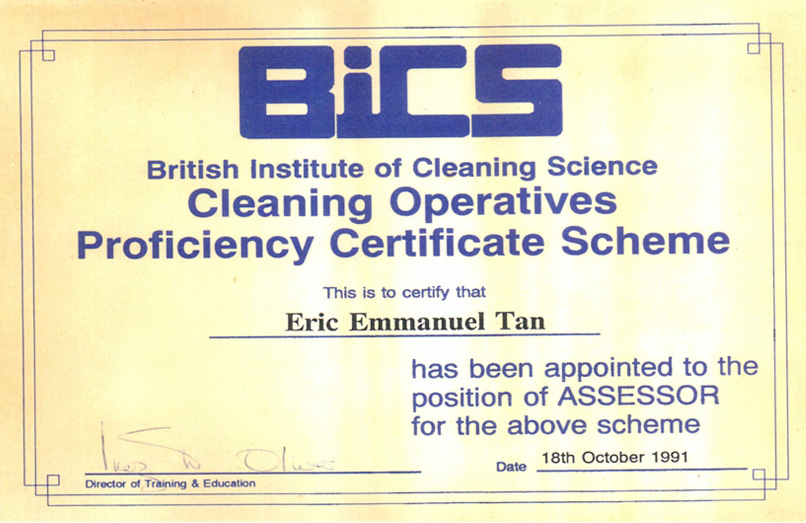 BiCS
British Institute of Cleaning Science
Cleaning Operatives
Proficiency Certificate Scheme
This is to certify that
Eric Emmanuel Tan
has been appointed to the
position of ASSESSOR
for the above scheme
Date 18th October 1991
Director of Training & Education